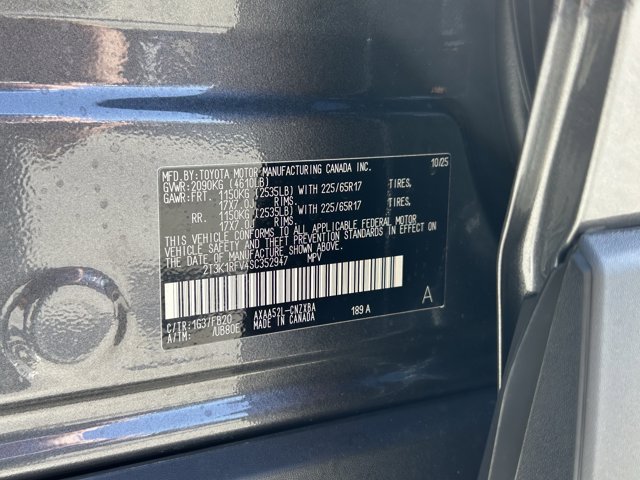 MFD.BY:TOYOTA MOTOR MANUFACTURING CANADA INC. 10/25
GVWR: 2090KG (4610LB)
GAWR:FRT. 1150KG (2535LB) WITH 225/65R17 TIRES,
17X7.0J RIMS.
RR. 1150KG (2535LB) WITH 225/65R17 TIRES,
17X7.0J RIMS.
THIS VEHICLE CONFORMS TO ALL APPLICABLE FEDERAL MOTOR
VEHICLE SAFETY AND THEFT PREVENTION STANDARDS IN EFFECT ON
THE DATE OF MANUFACTURE SHOWN ABOVE.
2T3K1RFV4SC352947 MPV
C/TR:1G37/FB20 AXAA52L-CNZXBA 189 A
A/TM: /UB80E MADE IN CANADA
A